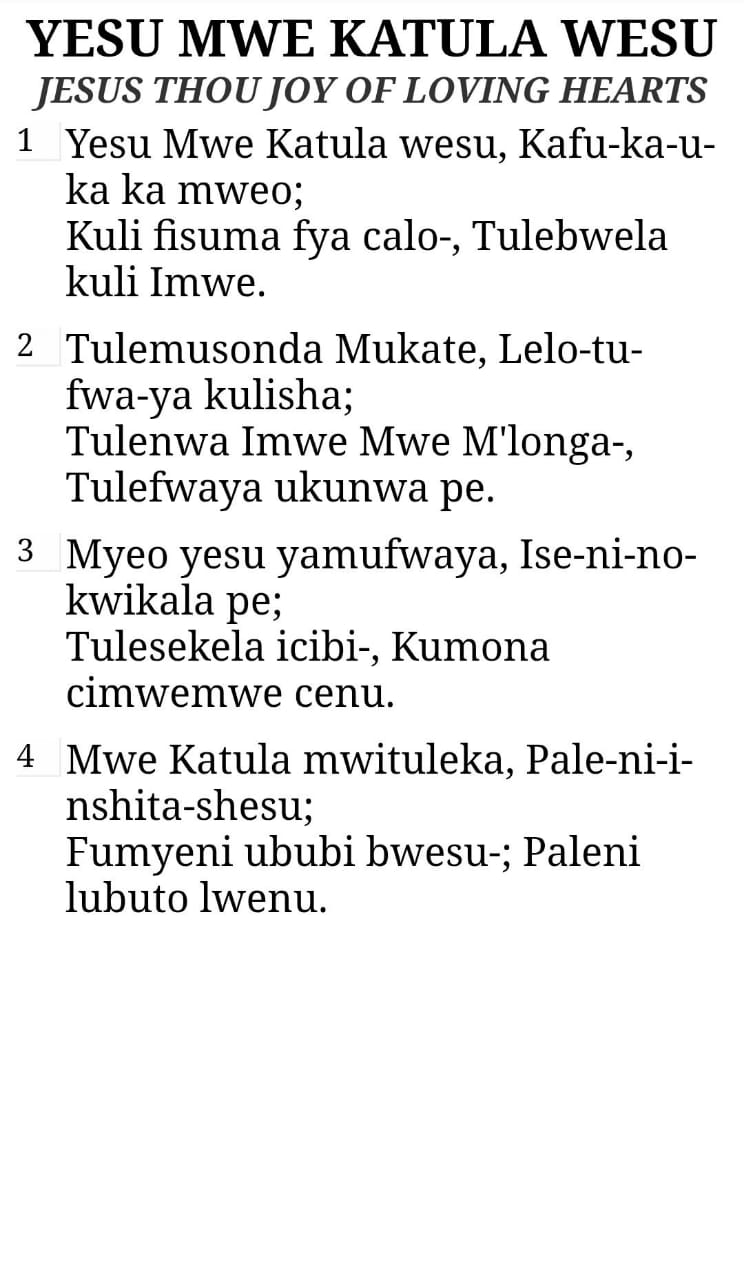 YESU MWE KATULA WESU
JESUS THOU JOY OF LOVING HEARTS
1 Yesu Mwe Katula wesu, Kafu-ka-u-
ka ka mweo;
Kuli fisuma fya calo-, Tulebwela
kuli Imwe.
2 Tulemusonda Mukate, Lelo-tu-
fwa-ya kulisha;
Tulenwa Imwe Mwe M'longa-,
Tulefwaya ukunwa pe.
3 Myeo yesu yamufwaya, Ise-ni-no-
kwikala pe;
Tulesekela icibi-, Kumona
cimwemwe cenu.
4 Mwe Katula mwituleka, Pale-ni-i-
nshita-shesu;
Fumyeni ububi bwesu-; Paleni
lubuto lwenu.